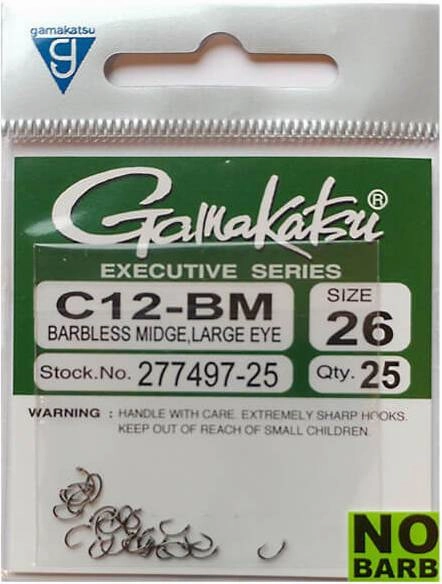 gamakatsu
G
Gamakatsu®
EXECUTIVE SERIES
C12-BM
BARBLESS MIDGE,LARGE EYE
SIZE
26
Stock.No. 277497-25
Qty. 25
WARNING : HANDLE WITH CARE. EXTREMELY SHARP HOOKS.
KEEP OUT OF REACH OF SMALL CHILDREN.
NO
BARB